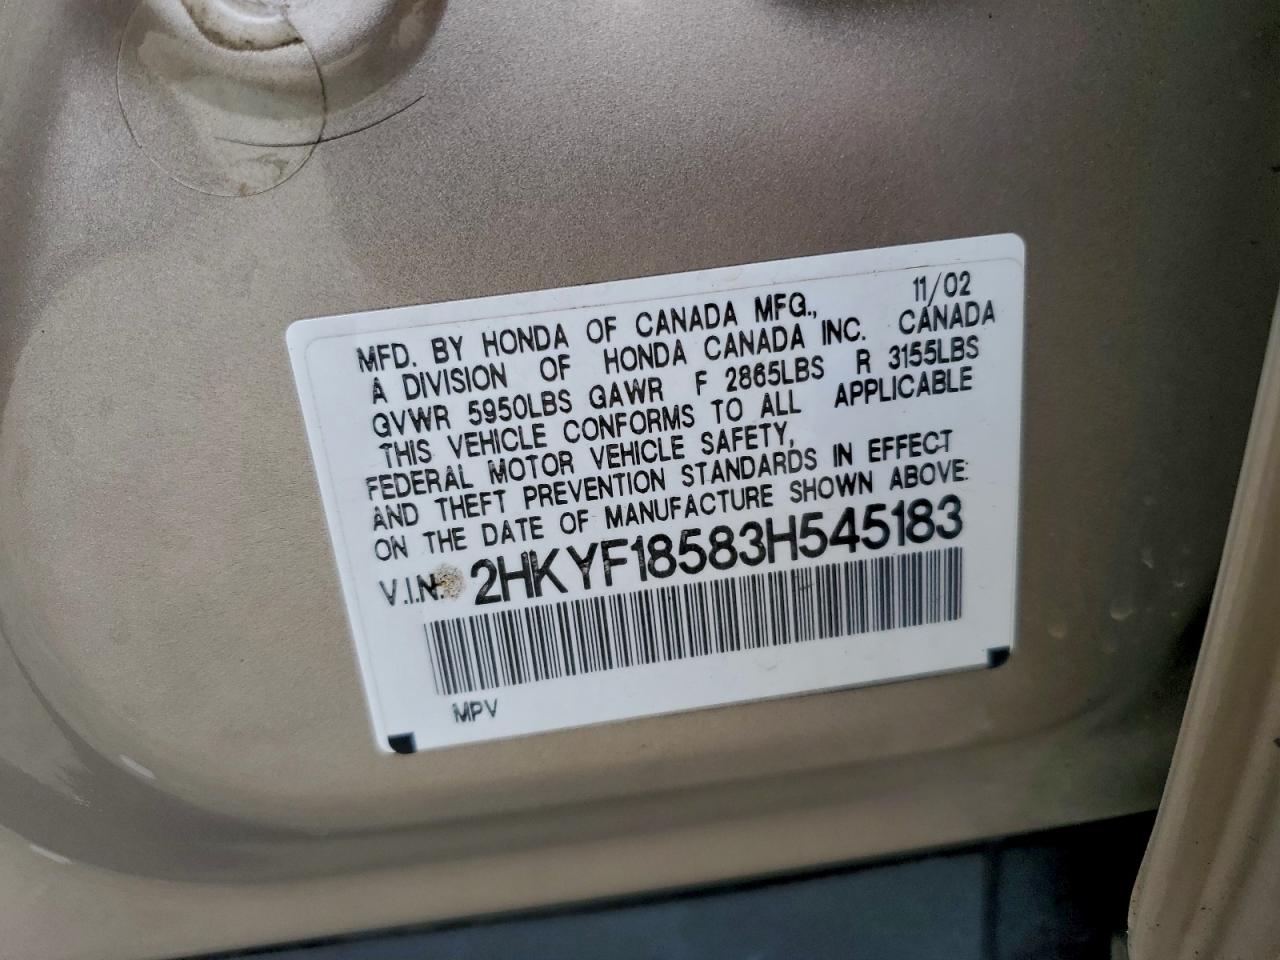 11/02
MFD. BY HONDA OF CANADA MFG.,
A DIVISION OF HONDA CANADA INC. CANADA
GVWR 5950LBS GAWR F 2865LBS R 3155LBS
THIS VEHICLE CONFORMS TO ALL APPLICABLE
FEDERAL MOTOR VEHICLE SAFETY,
AND THEFT PREVENTION STANDARDS IN EFFECT
ON THE DATE OF MANUFACTURE SHOWN ABOVE.
V.I.N. 2HKYF18583H545183
MPV